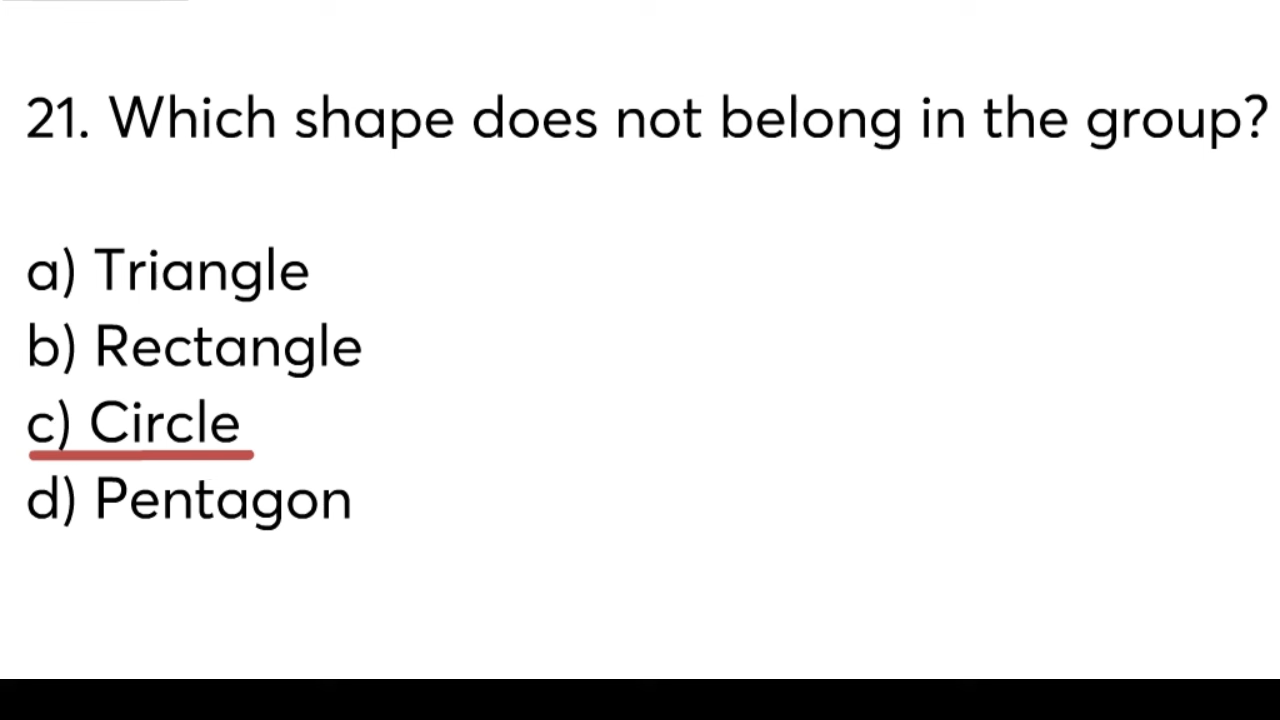 21. Which shape does not belong in the group?
a) Triangle
b) Rectangle
c) Circle
d) Pentagon